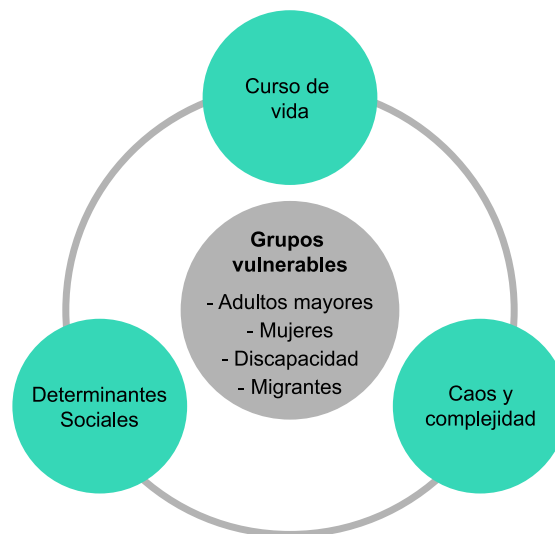 Curso de
vida
Grupos
vulnerables
- Adultos mayores
- Mujeres
- Discapacidad
- Migrantes
Determinantes
Sociales
Caos y
complejidad